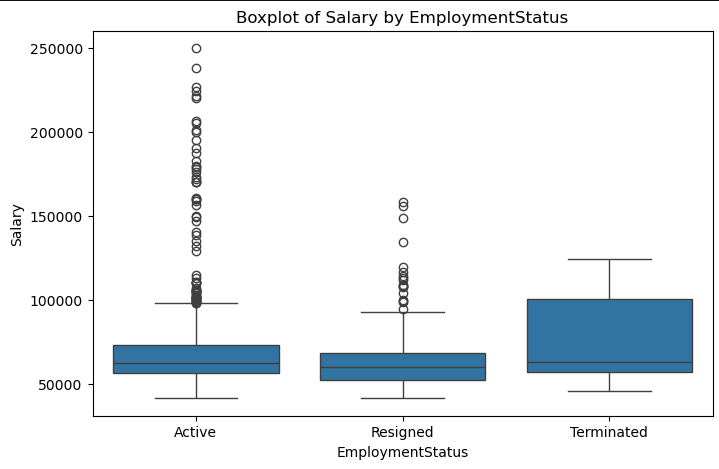 Boxplot of Salary by EmploymentStatus
250000
200000
150000
100000
50000
Salary
Active
Resigned
Terminated
EmploymentStatus